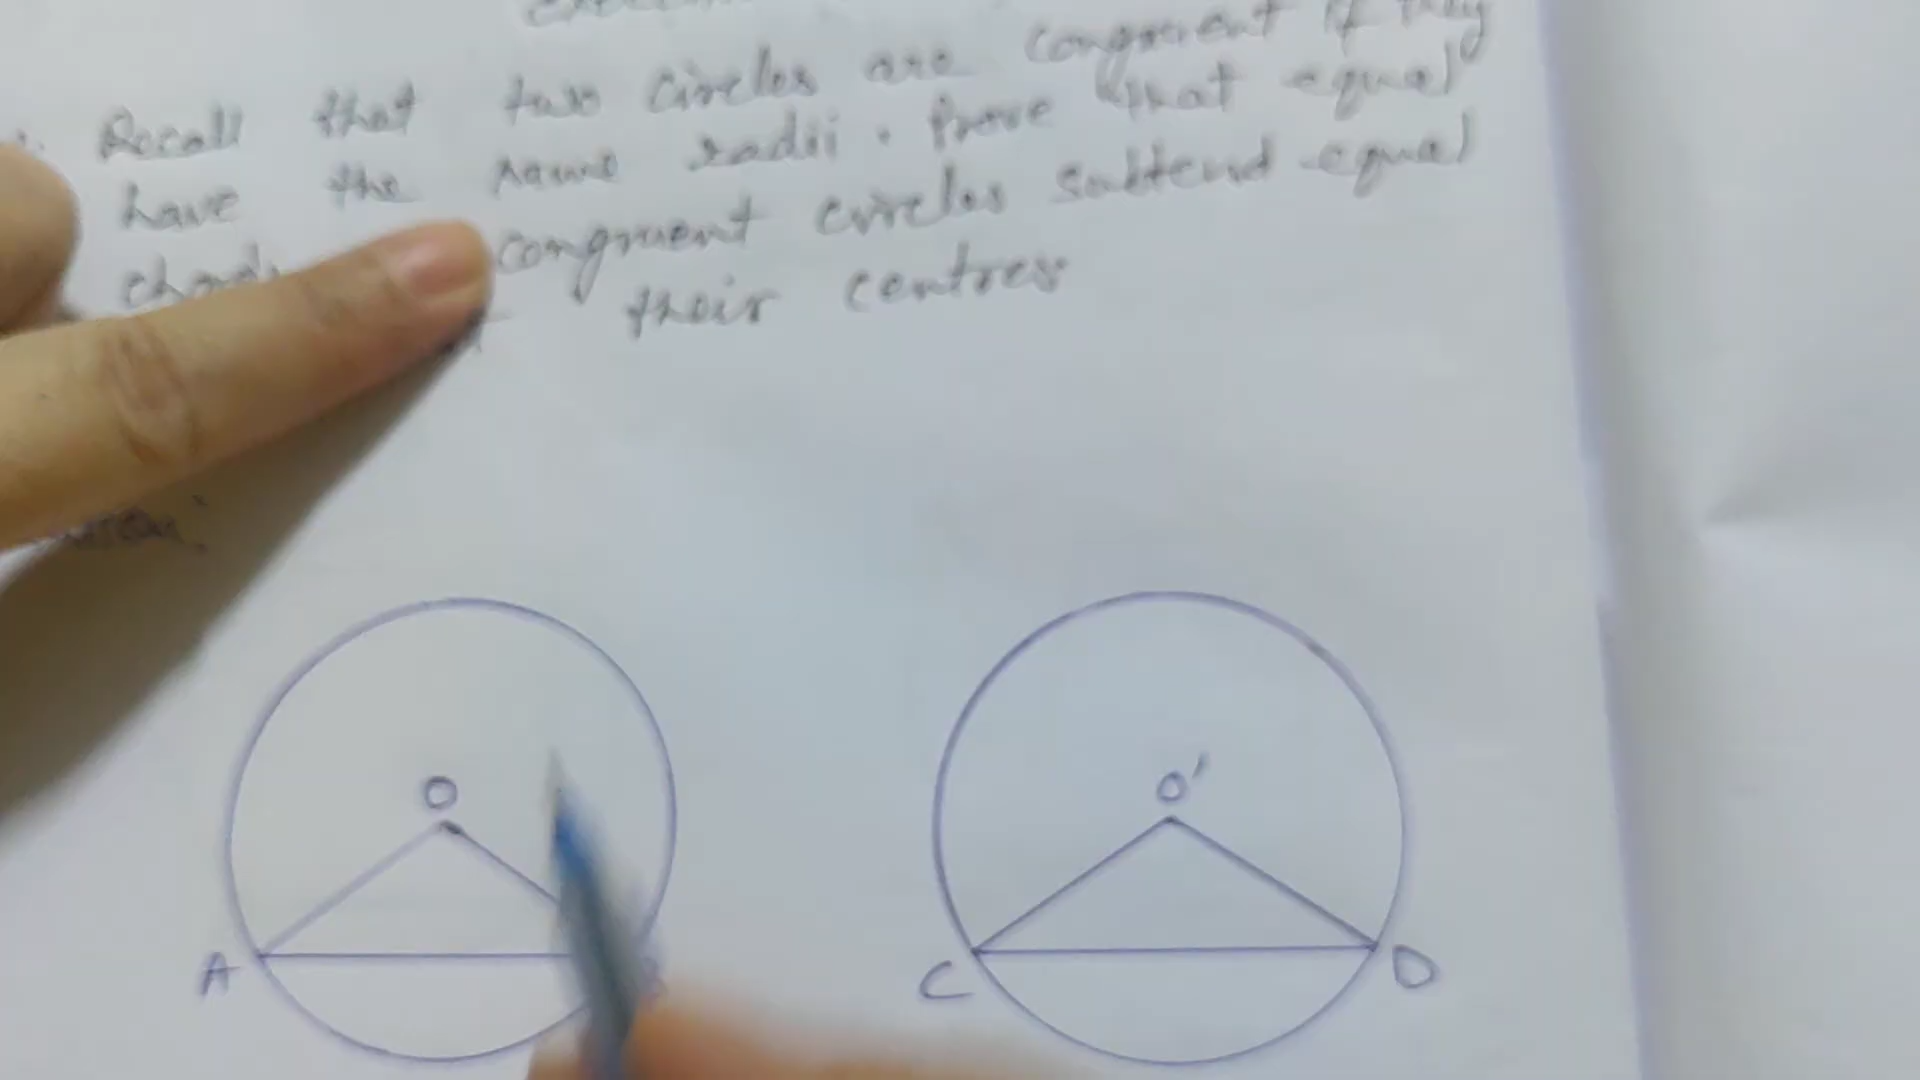 Recall that two circles are congruent if they
have the same radii. Prove that equal
chords congruent circles subtend equal
their centres
O
O'
A
C
D